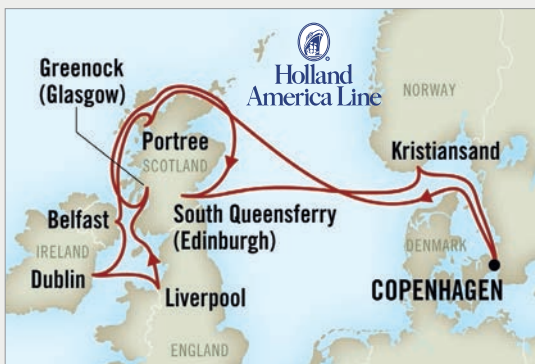 Holland
America Line
Greenock
(Glasgow)
NORWAY
Portree
SCOTLAND
Kristiansand
Belfast
South Queensferry
(Edinburgh)
IRELAND
DENMARK
Dublin
Liverpool
COPENHAGEN
ENGLAND